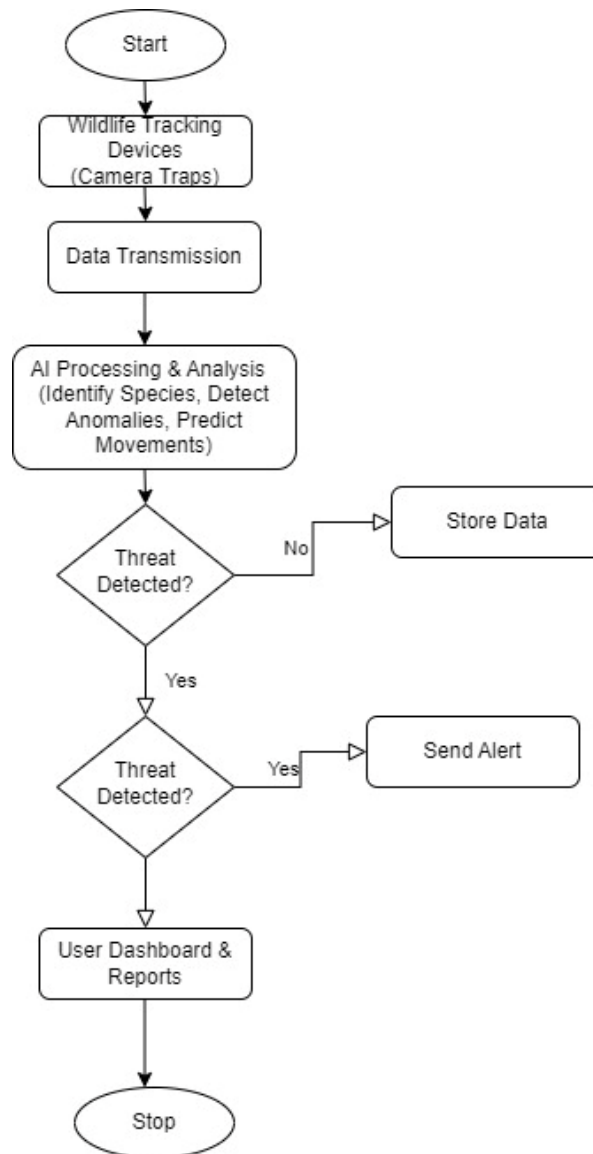 Start
Wildlife Tracking
Devices
(Camera Traps)
Data Transmission
AI Processing & Analysis
(Identify Species, Detect
Anomalies, Predict
Movements)
Threat
Detected?
No
Store Data
Yes
Threat
Detected?
Yes
Send Alert
User Dashboard &
Reports
Stop